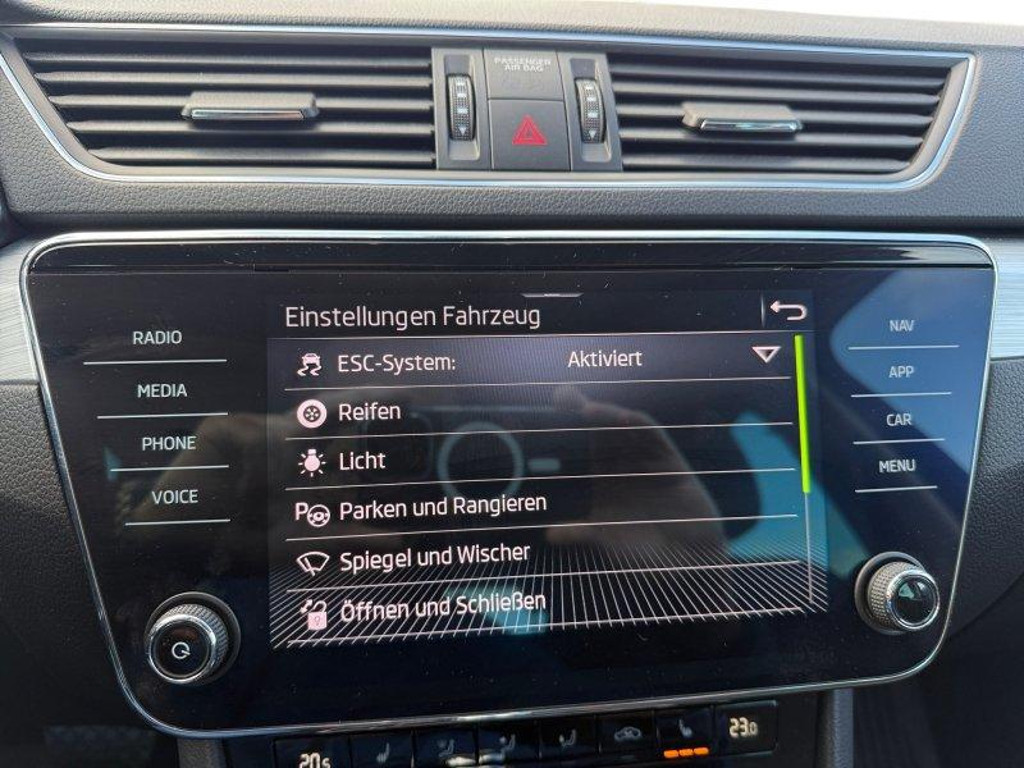 PASSENGER
AIR BAG
Einstellungen Fahrzeug
ESC-System: Aktiviert
Reifen
Licht
Parken und Rangieren
Spiegel und Wischer
Öffnen und Schließen
RADIO
MEDIA
PHONE
VOICE
NAV
APP
CAR
MENU
P
20.5
23.0